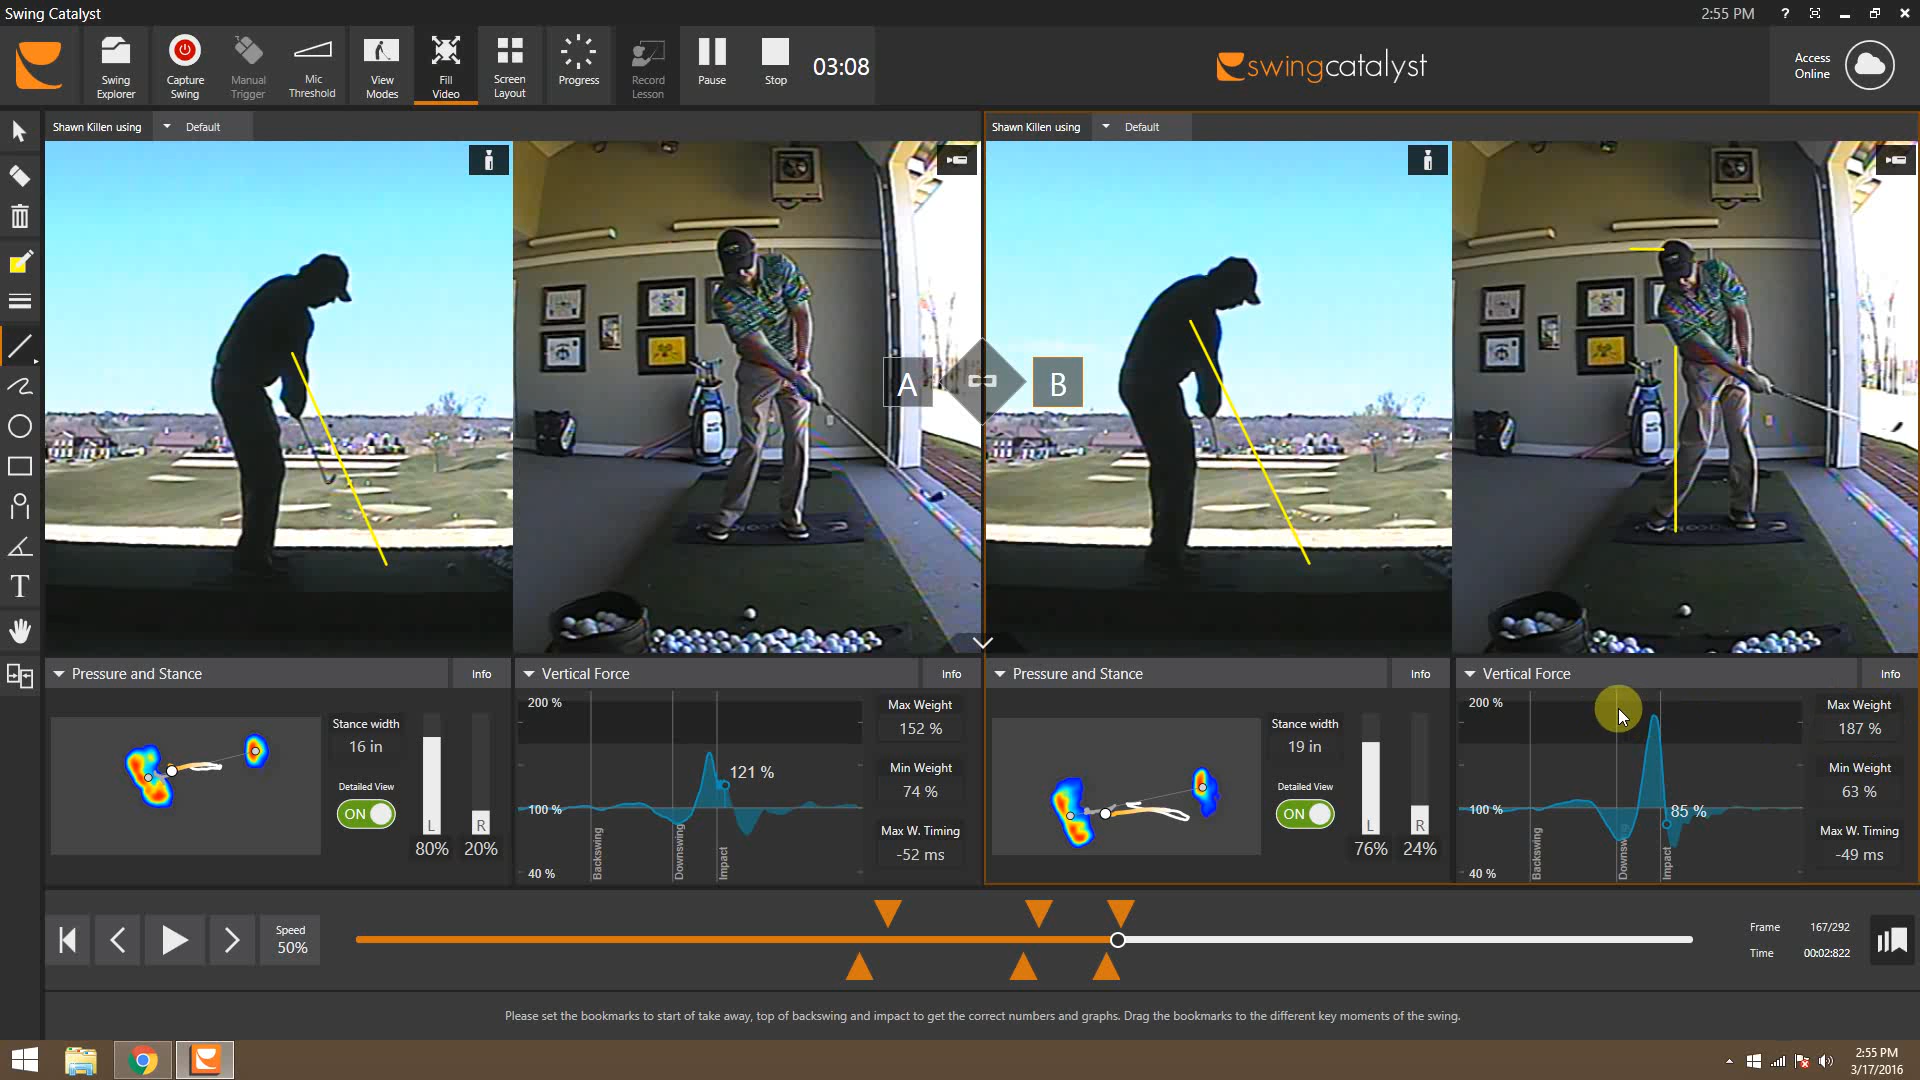 Swing Catalyst
2:55 PM
?
Swing Explorer
Capture Swing
Manual Trigger
Mic Threshold
View Modes
Fill Video
Screen Layout
Progress
Record Lesson
Pause
Stop
03:08
swingcatalyst
Access Online
Shawn Killen using
Default
Shawn Killen using
Default
A
B
T
Pressure and Stance
Info
Vertical Force
Info
Pressure and Stance
Info
Vertical Force
Info
Stance width
16 in
Detailed View
ON
L
R
80%
20%
200 %
100 %
40 %
121 %
Backswing
Downswing
Impact
Max Weight
152 %
Min Weight
74 %
Max W. Timing
-52 ms
Stance width
19 in
Detailed View
ON
L
R
76%
24%
200 %
100 %
40 %
85 %
Backswing
Downswing
Impact
Max Weight
187 %
Min Weight
63 %
Max W. Timing
-49 ms
Speed
50%
Frame 167/292
Time 00:02:822
Please set the bookmarks to start of take away, top of backswing and impact to get the correct numbers and graphs. Drag the bookmarks to the different key moments of the swing.
2:55 PM
3/17/2016